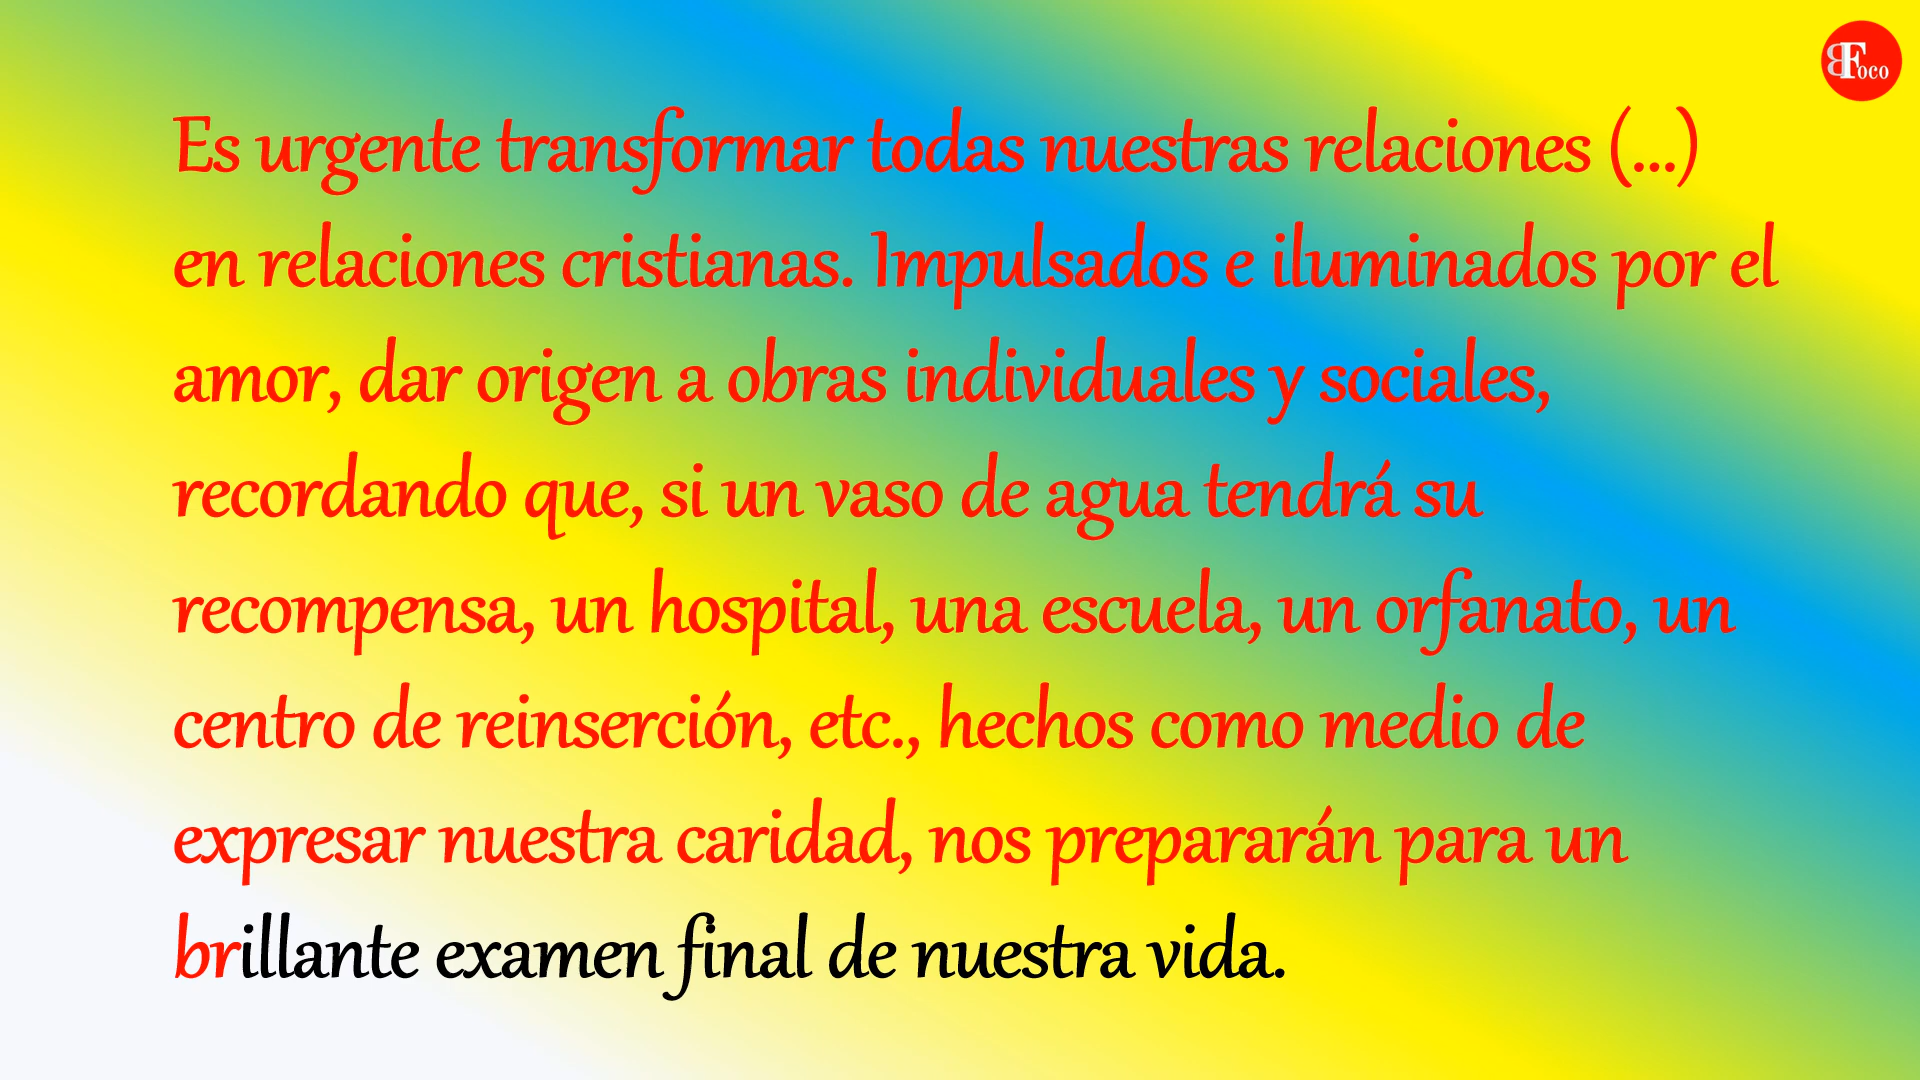 BFoco
Es urgente transformar todas nuestras relaciones (...)
en relaciones cristianas. Impulsados e iluminados por el
amor, dar origen a obras individuales y sociales,
recordando que, si un vaso de agua tendrá su
recompensa, un hospital, una escuela, un orfanato, un
centro de reinserción, etc., hechos como medio de
expresar nuestra caridad, nos prepararán para un
brillante examen final de nuestra vida.